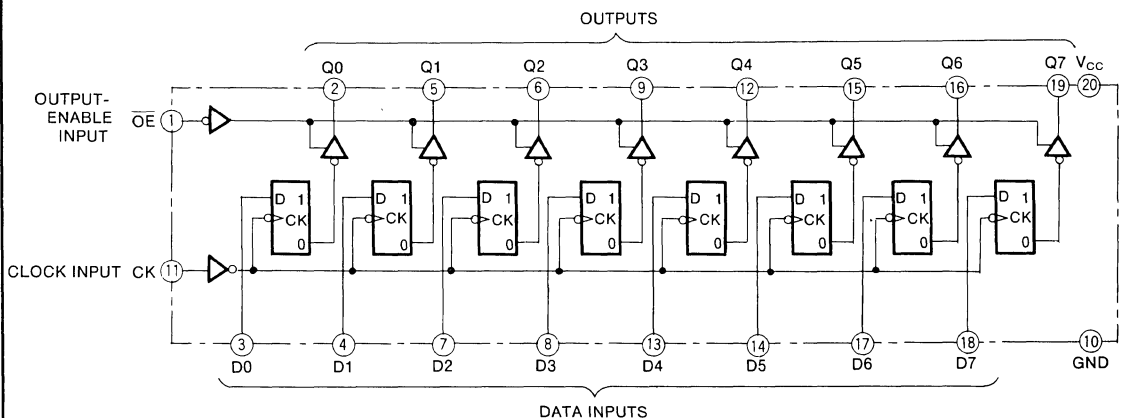 OUTPUTS
Q0 Q1 Q2 Q3 Q4 Q5 Q6 Q7 VCC
2 5 6 9 12 15 16 19 20
OUTPUT-
ENABLE
INPUT
OE 1
D 1 D 1 D 1 D 1 D 1 D 1 D 1 D 1
CK CK CK CK CK CK CK CK
0 0 0 0 0 0 0 0
CLOCK INPUT CK 11
3 4 7 8 13 14 17 18 10
D0 D1 D2 D3 D4 D5 D6 D7 GND
DATA INPUTS